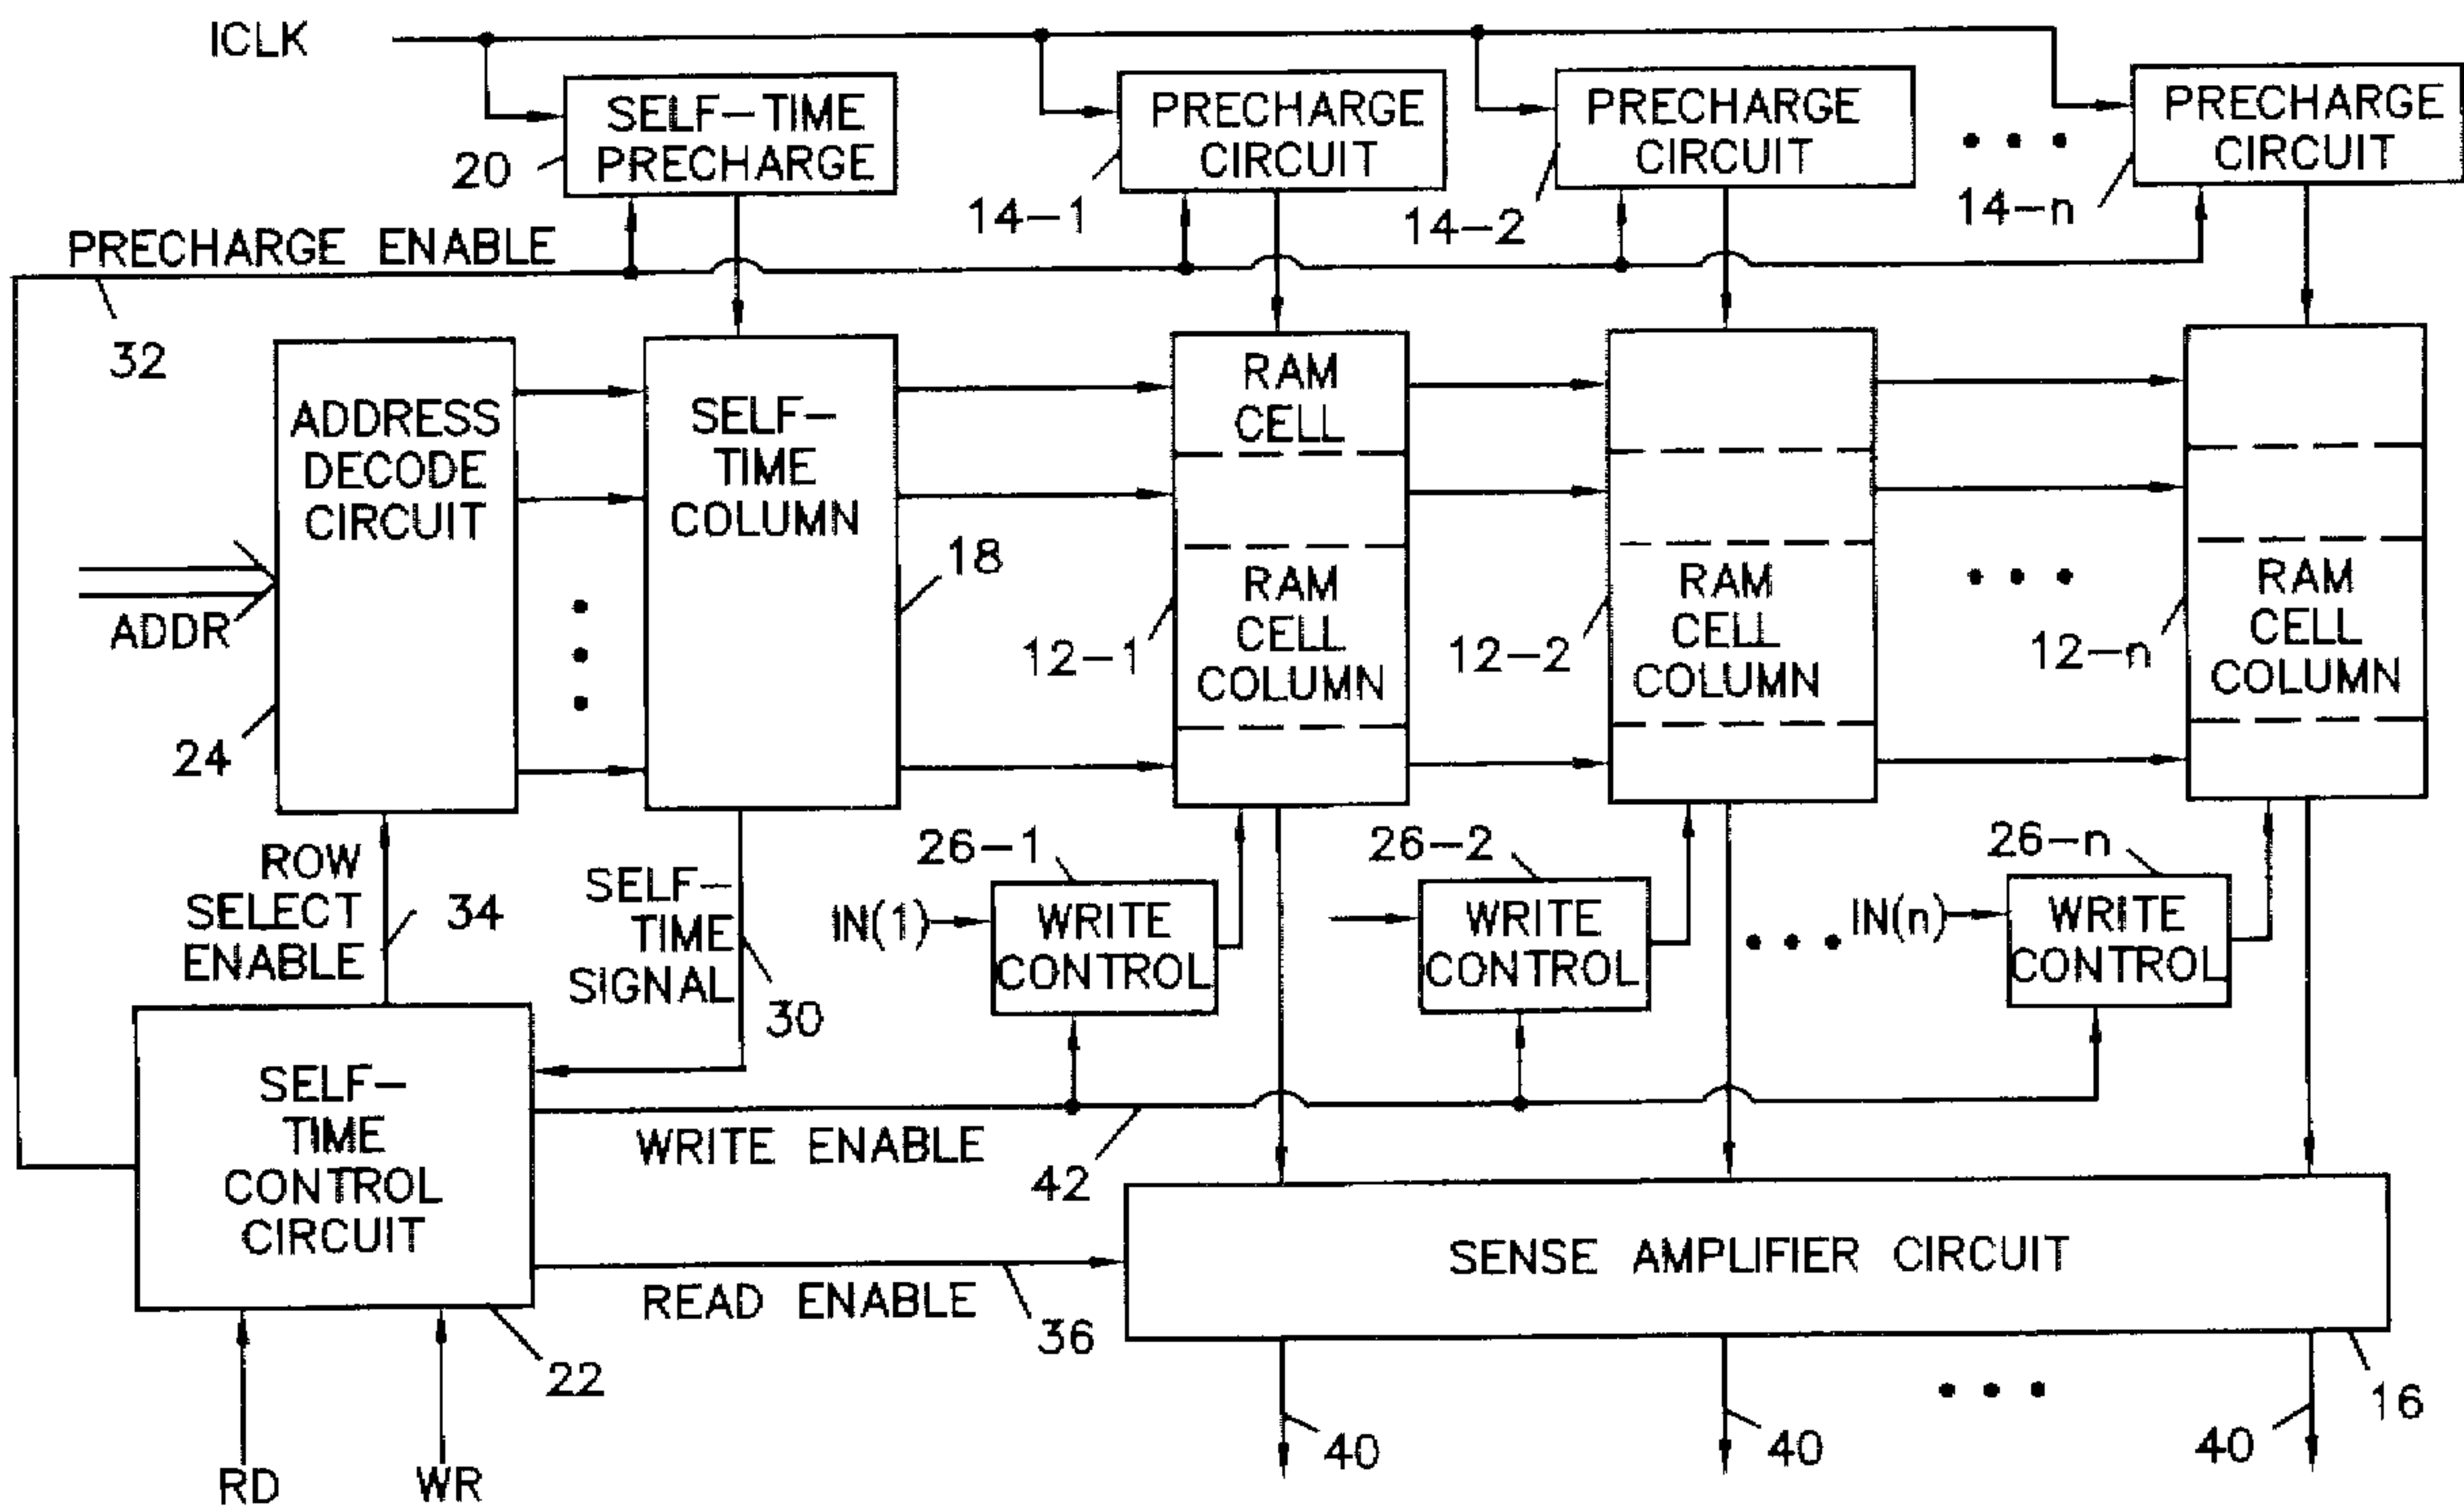 ICLK
SELF-TIME
PRECHARGE
20
PRECHARGE
CIRCUIT
14-1
PRECHARGE
CIRCUIT
14-2
PRECHARGE
CIRCUIT
14-n
PRECHARGE ENABLE
32
ADDRESS
DECODE
CIRCUIT
ADDR
24
SELF-
TIME
COLUMN
18
RAM
CELL
RAM
CELL
COLUMN
12-1
RAM
CELL
COLUMN
12-2
RAM
CELL
COLUMN
12-n
ROW
SELECT
ENABLE
34
SELF-
TIME
SIGNAL
30
26-1
IN(1)
WRITE
CONTROL
26-2
WRITE
CONTROL
26-n
IN(n)
WRITE
CONTROL
SELF-
TIME
CONTROL
CIRCUIT
WRITE ENABLE
42
READ ENABLE
36
SENSE AMPLIFIER CIRCUIT
22
16
RD
WR
40
40
40